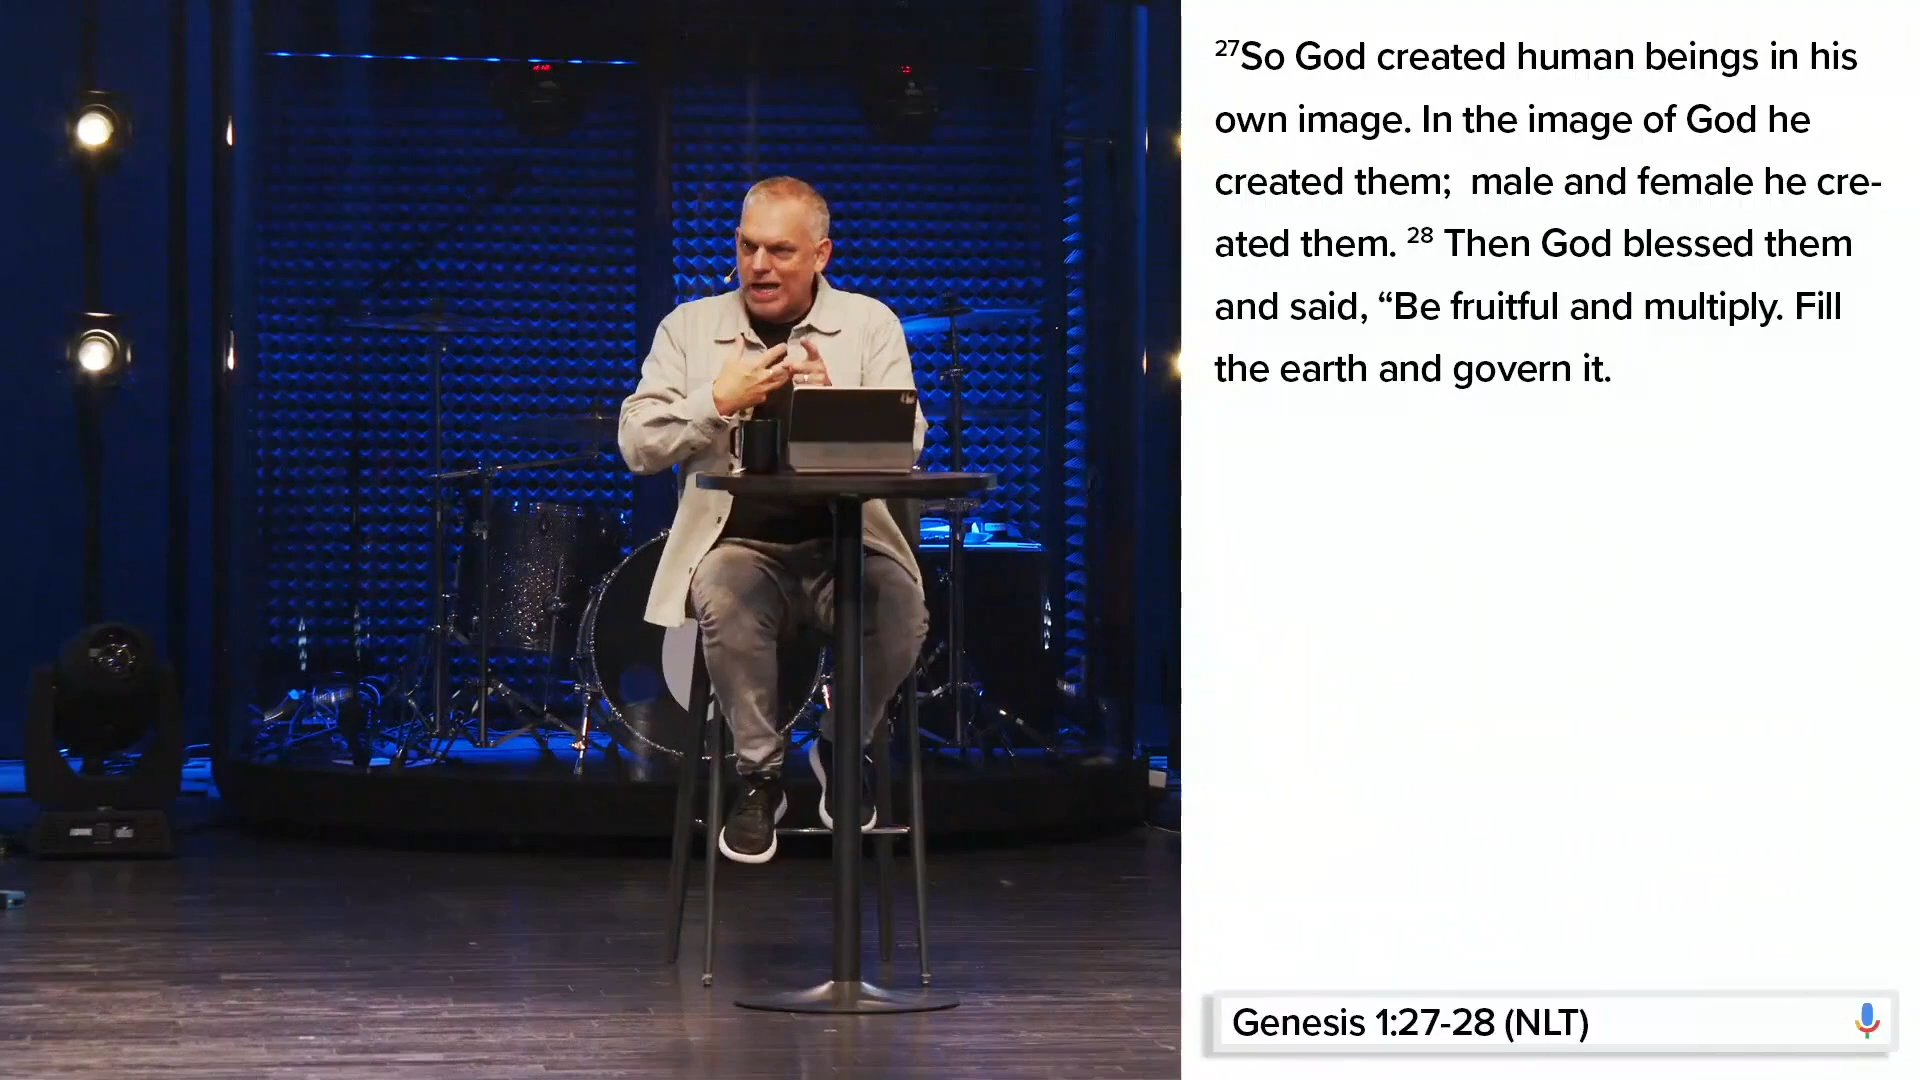 ²⁷So God created human beings in his
own image. In the image of God he
created them;  male and female he cre-
ated them. ²⁸ Then God blessed them
and said, “Be fruitful and multiply. Fill
the earth and govern it.
Genesis 1:27-28 (NLT)